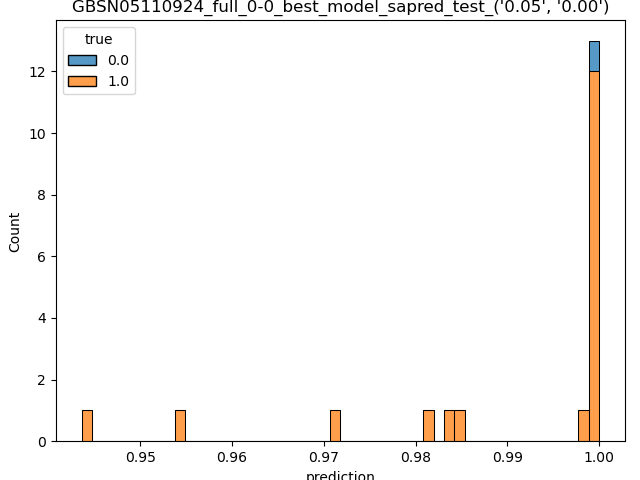 GBSN05110924_full_0-0_best_model_sapred_test_('0.05', '0.00')
true
0.0
1.0
Count
12
10
8
6
4
2
0
0.95 0.96 0.97 0.98 0.99 1.00
prediction